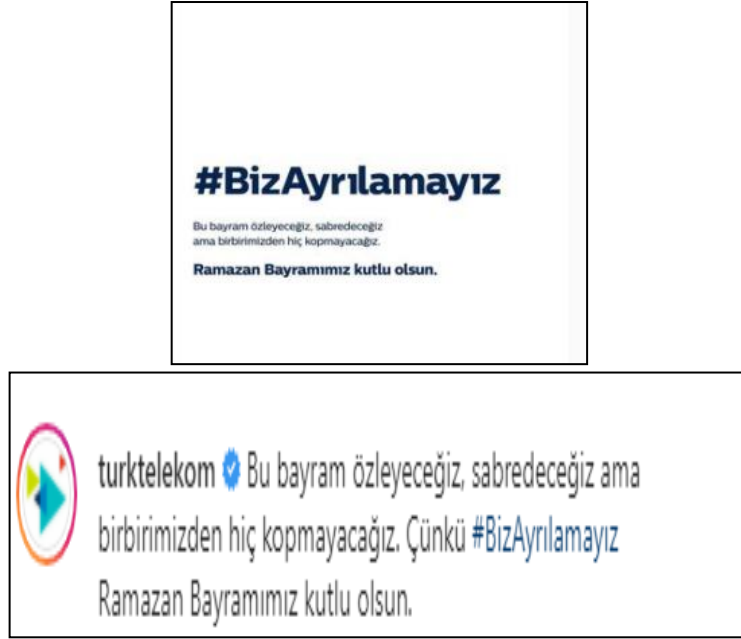 #BizAyrılamayız
Bu bayram özleyeceğiz, sabredeceğiz
ama birbirimizden hiç kopmayacağız.
Ramazan Bayramımız kutlu olsun.
turktelekom Bu bayram özleyeceğiz, sabredeceğiz ama
birbirimizden hiç kopmayacağız. Çünkü #BizAyrılamayız
Ramazan Bayramımız kutlu olsun.